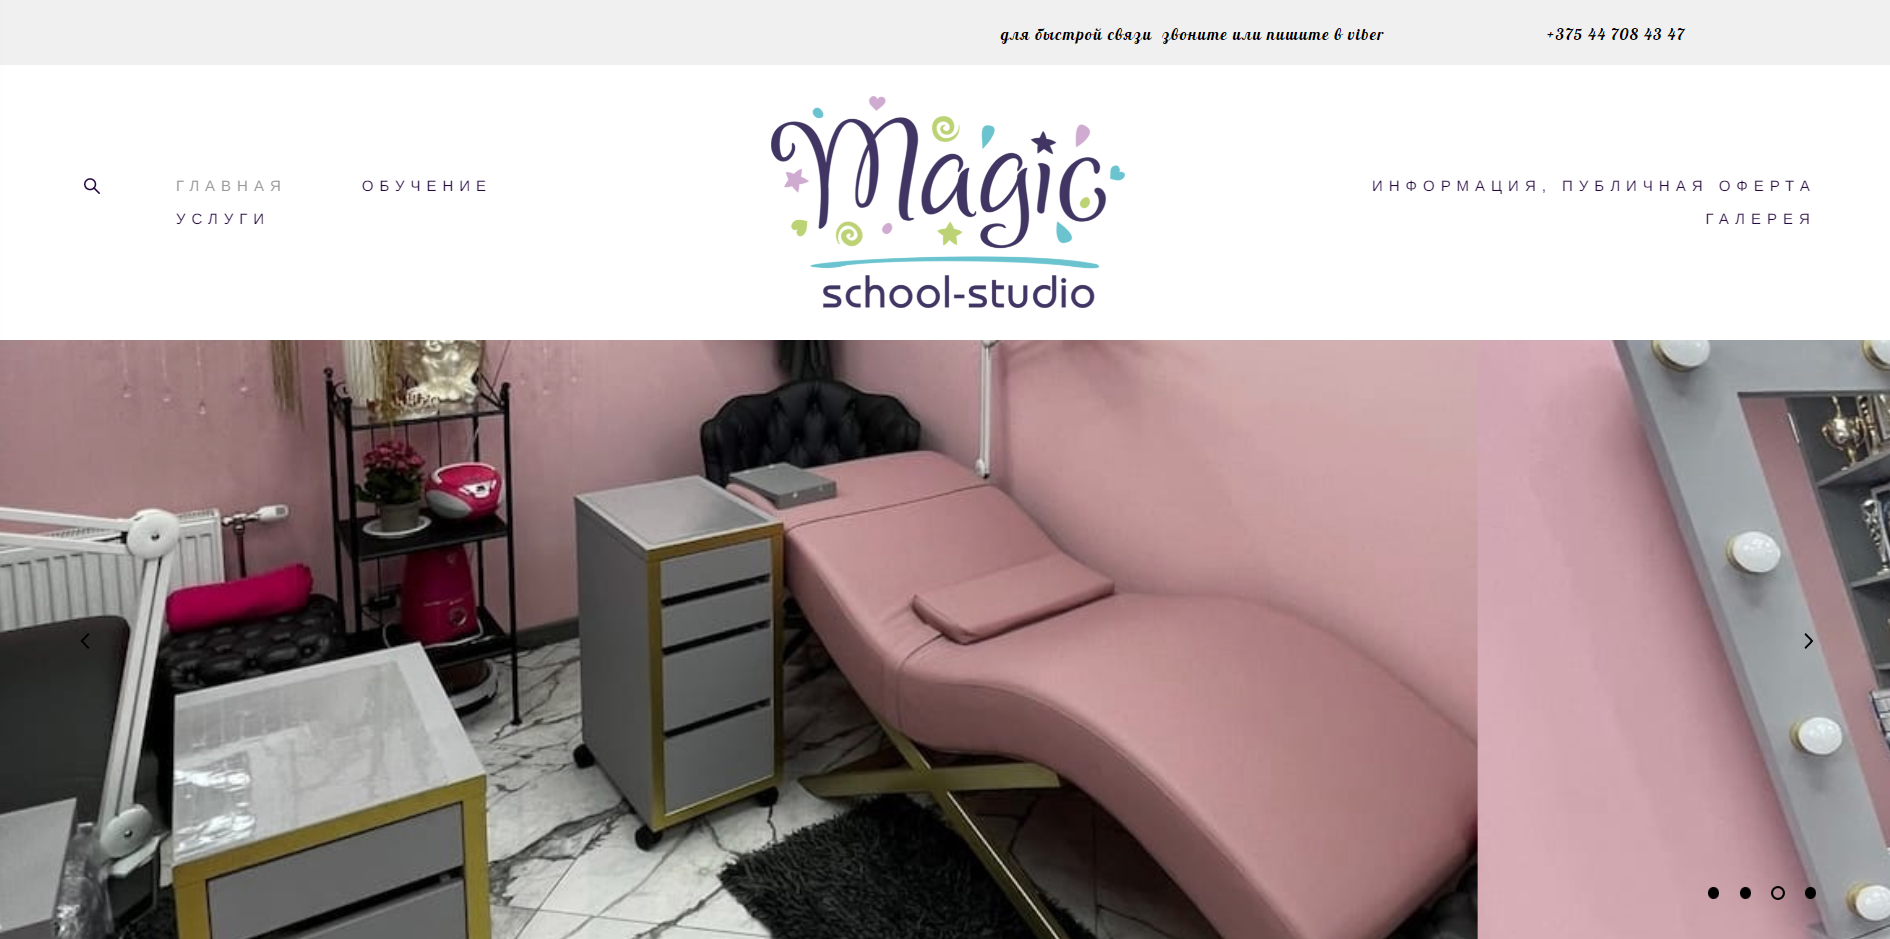 для быстрой связи звоните или пишите в viber
+375 44 708 43 47
ГЛАВНАЯ
ОБУЧЕНИЕ
УСЛУГИ
Magic
school-studio
ИНФОРМАЦИЯ, ПУБЛИЧНАЯ ОФЕРТА
ГАЛЕРЕЯ